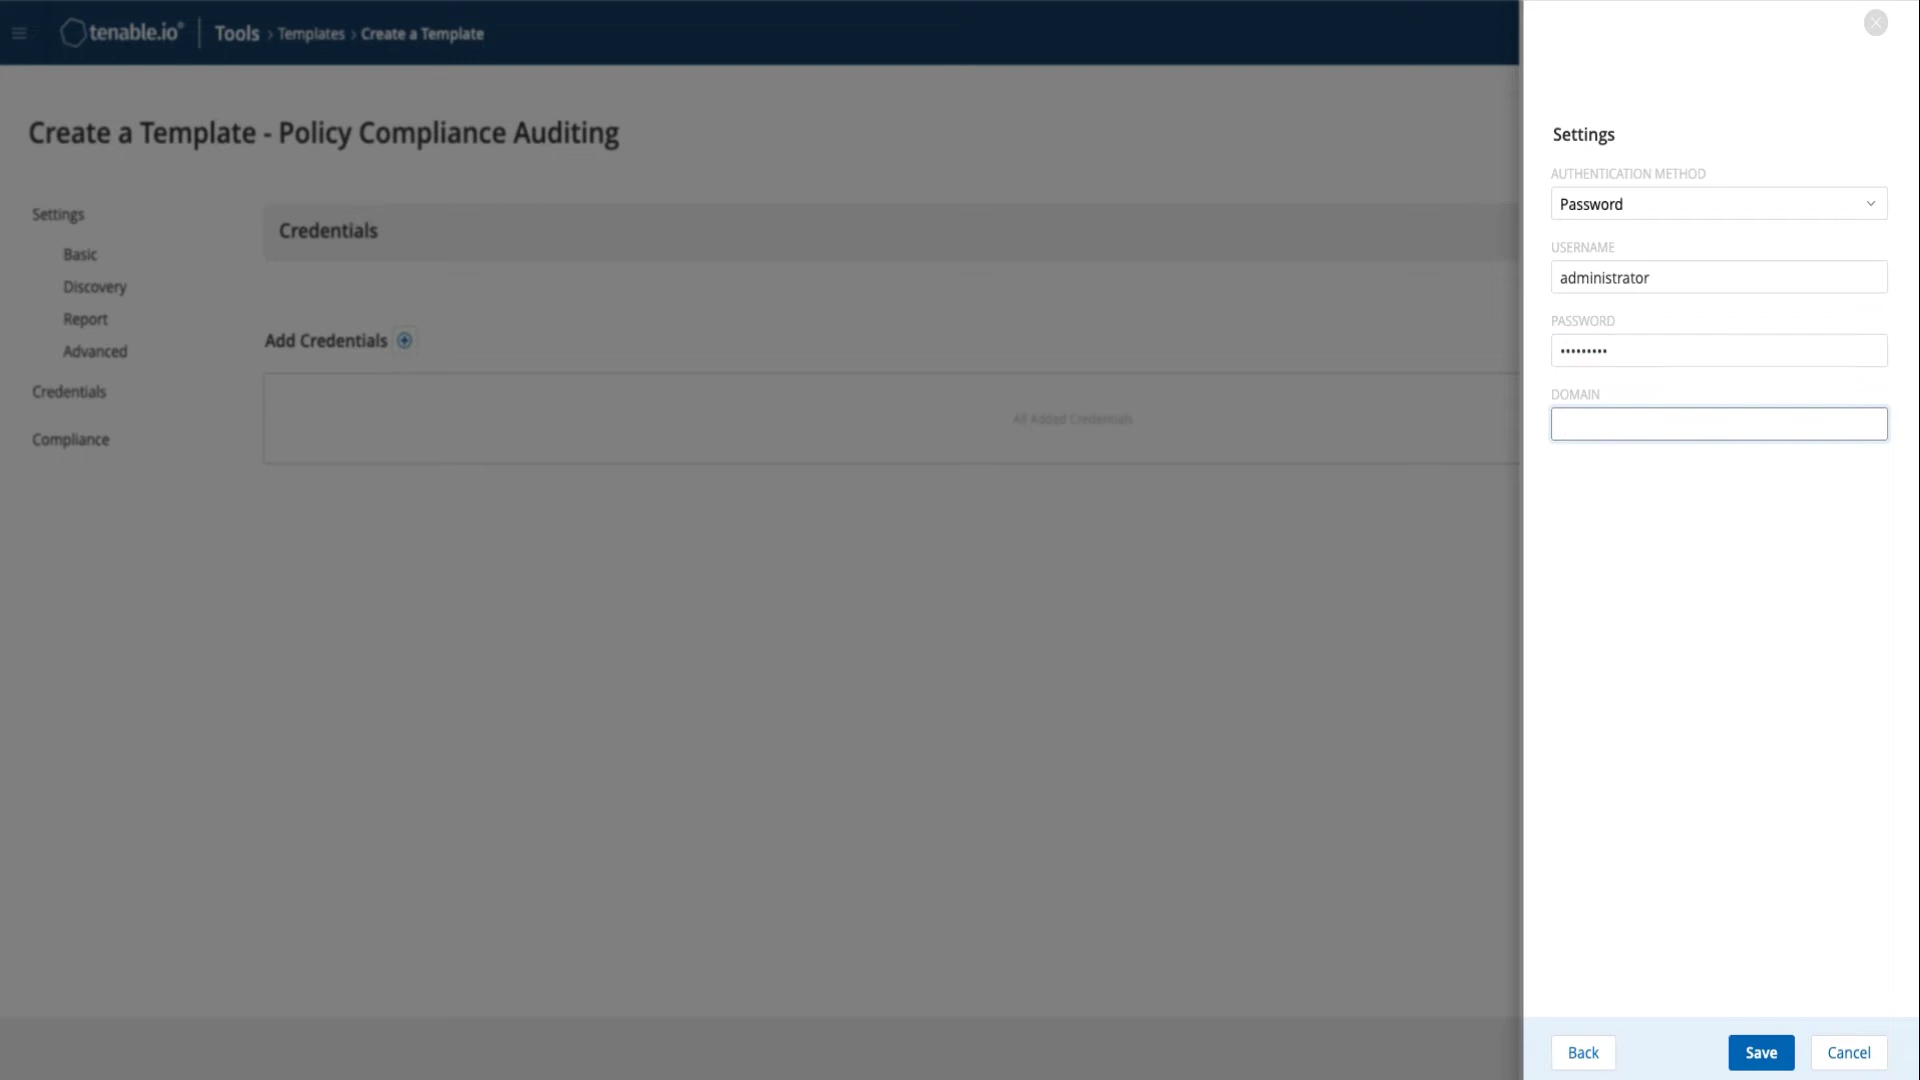 tenable.io® Tools › Templates › Create a Template
Create a Template - Policy Compliance Auditing
Settings
Basic
Discovery
Report
Advanced
Credentials
Compliance
Credentials
Add Credentials
All Added Credentials
Settings
AUTHENTICATION METHOD
Password
USERNAME
administrator
PASSWORD
•••••••••
DOMAIN
Back Save Cancel